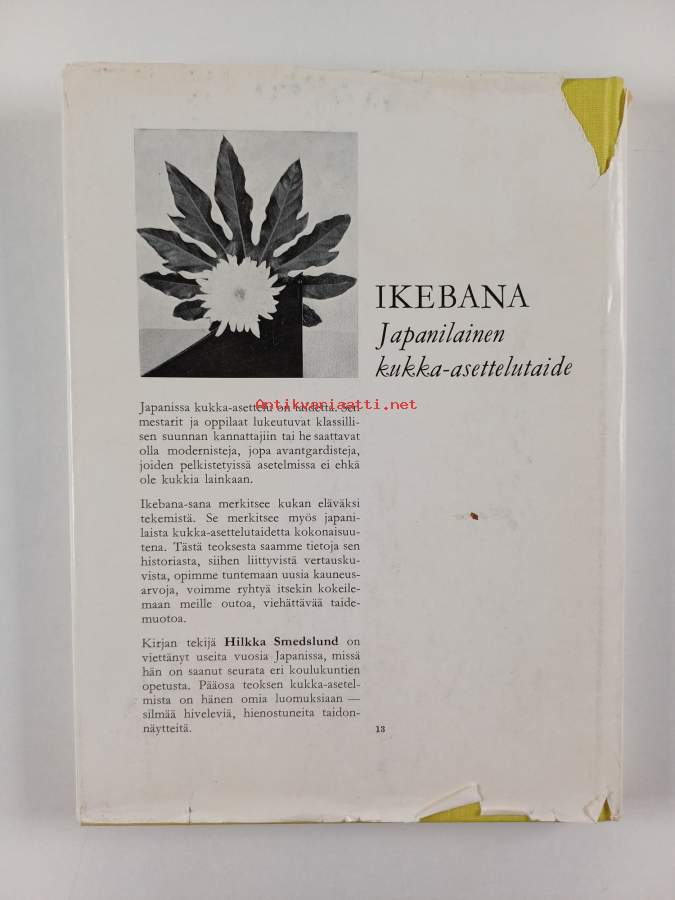 IKEBANA
Japanilainen
kukka-asettelutaide
Antikvariaatti.net
Japanissa kukka-asettelu on taidetta. Sen
mestarit ja oppilaat lukeutuvat klassilli-
sen suunnan kannattajiin tai he saattavat
olla modernisteja, jopa avantgardisteja,
joiden pelkistetyissä asetelmissa ei ehkä
ole kukkia lainkaan.
Ikebana-sana merkitsee kukan eläväksi
tekemistä. Se merkitsee myös japani-
laista kukka-asettelutaidetta kokonaisuu-
tena. Tästä teoksesta saamme tietoja sen
historiasta, siihen liittyvistä vertausku-
vista, opimme tuntemaan uusia kauneus-
arvoja, voimme ryhtyä itsekin kokeile-
maan meille outoa, viehättävää taide-
muotoa.
Kirjan tekijä Hilkka Smedslund on
viettänyt useita vuosia Japanissa, missä
hän on saanut seurata eri koulukuntien
opetusta. Pääosa teoksen kukka-asetel-
mista on hänen omia luomuksiaan —
silmää hiveleviä, hienostuneita taidon-
näytteitä.
13